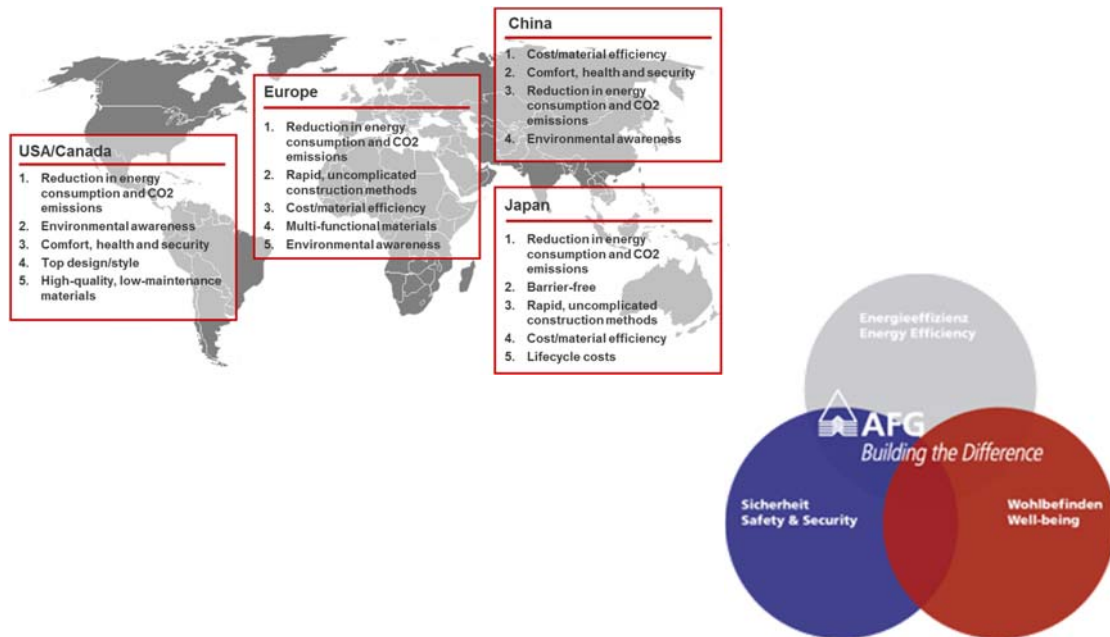 China
1. Cost/material efficiency
2. Comfort, health and security
3. Reduction in energy
consumption and CO2
emissions
4. Environmental awareness
Europe
1. Reduction in energy
consumption and CO2
emissions
2. Rapid, uncomplicated
construction methods
3. Cost/material efficiency
4. Multi-functional materials
5. Environmental awareness
USA/Canada
1. Reduction in energy
consumption and CO2
emissions
2. Environmental awareness
3. Comfort, health and security
4. Top design/style
5. High-quality, low-maintenance
materials
Japan
1. Reduction in energy
consumption and CO2
emissions
2. Barrier-free
3. Rapid, uncomplicated
construction methods
4. Cost/material efficiency
5. Lifecycle costs
Energieeffizienz
Energy Efficiency
AFG
Building the Difference
Sicherheit
Safety & Security
Wohlbefinden
Well-being